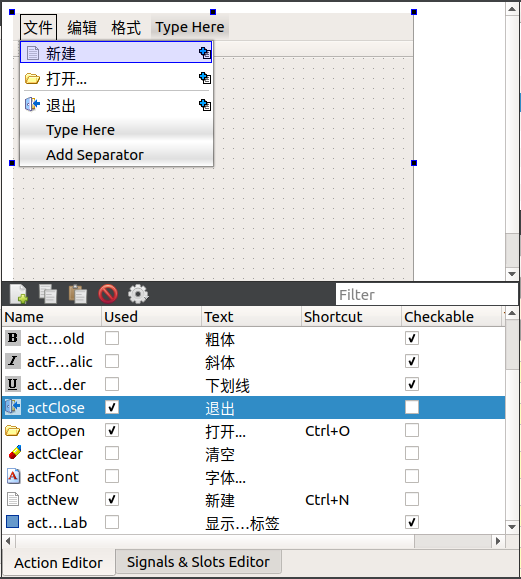 文件 编辑 格式 Type Here
新建
打开...
退出
Type Here
Add Separator
Filter
Name Used Text Shortcut Checkable
B act...old 粗体
I actF...alic 斜体
U act...der 下划线
actClose 退出
actOpen 打开... Ctrl+O
actClear 清空
A actFont 字体...
actNew 新建 Ctrl+N
act...Lab 显示...标签
Action Editor Signals & Slots Editor